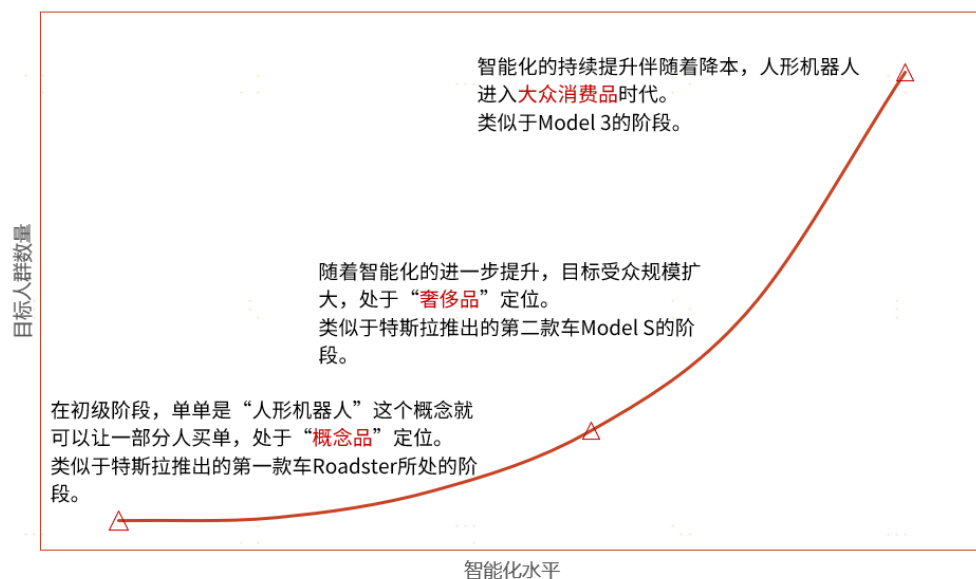 智能化的持续提升伴随着降本，人形机器人
进入大众消费品时代。
类似于Model 3的阶段。
目标人群数量
随着智能化的进一步提升，目标受众规模扩
大，处于“奢侈品”定位。
类似于特斯拉推出的第二款车Model S的阶
段。
在初级阶段，单单是“人形机器人”这个概念就
可以让一部分人买单，处于“概念品”定位。
类似于特斯拉推出的第一款车Roadster所处的阶
段。
智能化水平